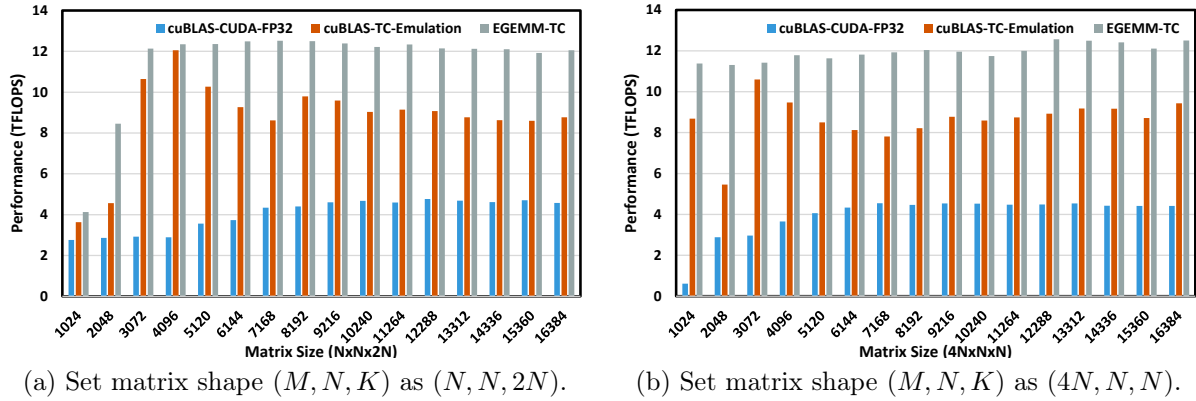 cuBLAS-CUDA-FP32 cuBLAS-TC-Emulation EGEMM-TC
Performance (TFLOPS)
14
12
10
8
6
4
2
0
1024 2048 3072 4096 5120 6144 7168 8192 9216 10240 11264 12288 13312 14336 15360 16384
Matrix Size (NxNx2N)
(a) Set matrix shape (M, N, K) as (N, N, 2N).
cuBLAS-CUDA-FP32 cuBLAS-TC-Emulation EGEMM-TC
Performance (TFLOPS)
14
12
10
8
6
4
2
0
1024 2048 3072 4096 5120 6144 7168 8192 9216 10240 11264 12288 13312 14336 15360 16384
Matrix Size (4NxNxN)
(b) Set matrix shape (M, N, K) as (4N, N, N).